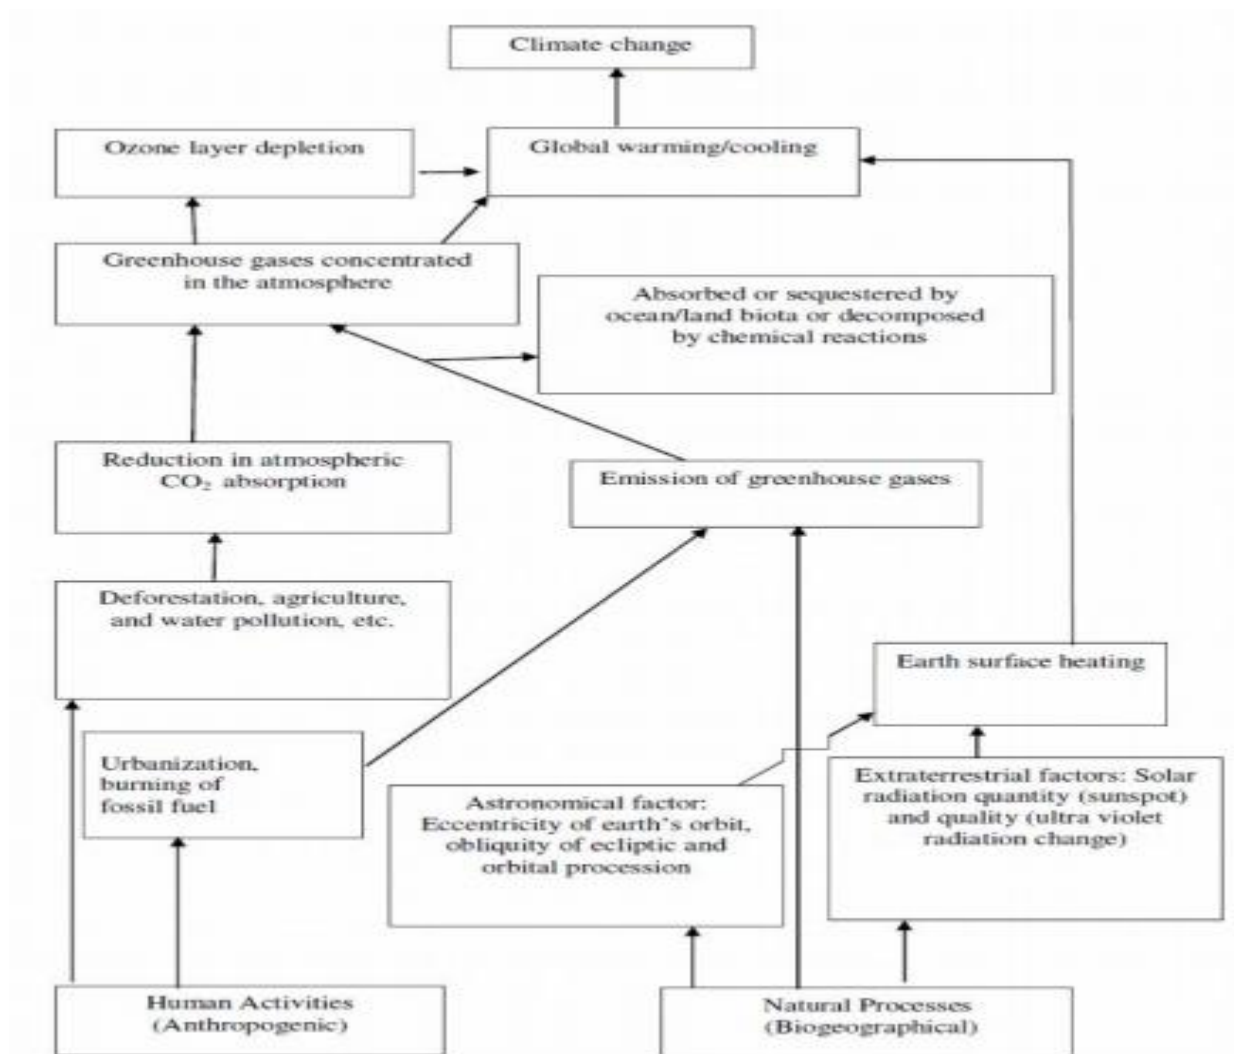 Climate change
Ozone layer depletion
Global warming/cooling
Greenhouse gases concentrated
in the atmosphere
Absorbed or sequestered by
ocean/land biota or decomposed
by chemical reactions
Reduction in atmospheric
CO₂ absorption
Emission of greenhouse gases
Deforestation, agriculture,
and water pollution, etc.
Earth surface heating
Urbanization,
burning of
fossil fuel
Astronomical factor:
Eccentricity of earth's orbit,
obliquity of ecliptic and
orbital procession
Extraterrestrial factors: Solar
radiation quantity (sunspot)
and quality (ultra violet
radiation change)
Human Activities
(Anthropogenic)
Natural Processes
(Biogeographical)